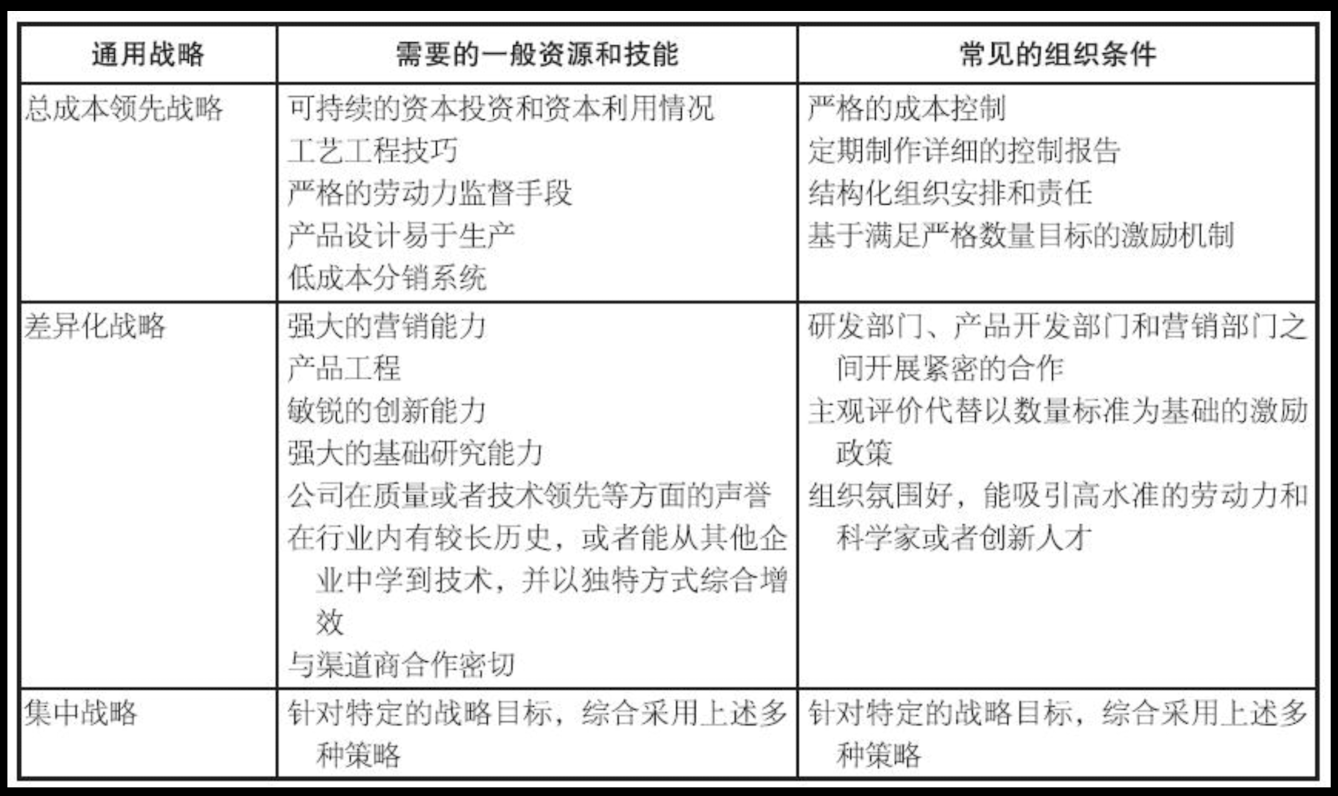 通用战略
需要的一般资源和技能
常见的组织条件
总成本领先战略
可持续的资本投资和资本利用情况
工艺工程技巧
严格的劳动力监督手段
产品设计易于生产
低成本分销系统
严格的成本控制
定期制作详细的控制报告
结构化组织安排和责任
基于满足严格数量目标的激励机制
差异化战略
强大的营销能力
产品工程
敏锐的创新能力
强大的基础研究能力
公司在质量或者技术领先等方面的声誉
在行业内有较长历史，或者能从其他企
业中学到技术，并以独特方式综合增
效
与渠道商合作密切
研发部门、产品开发部门和营销部门之
间开展紧密的合作
主观评价代替以数量标准为基础的激励
政策
组织氛围好，能吸引高水准的劳动力和
科学家或者创新人才
集中战略
针对特定的战略目标，综合采用上述多
种策略
针对特定的战略目标，综合采用上述多
种策略